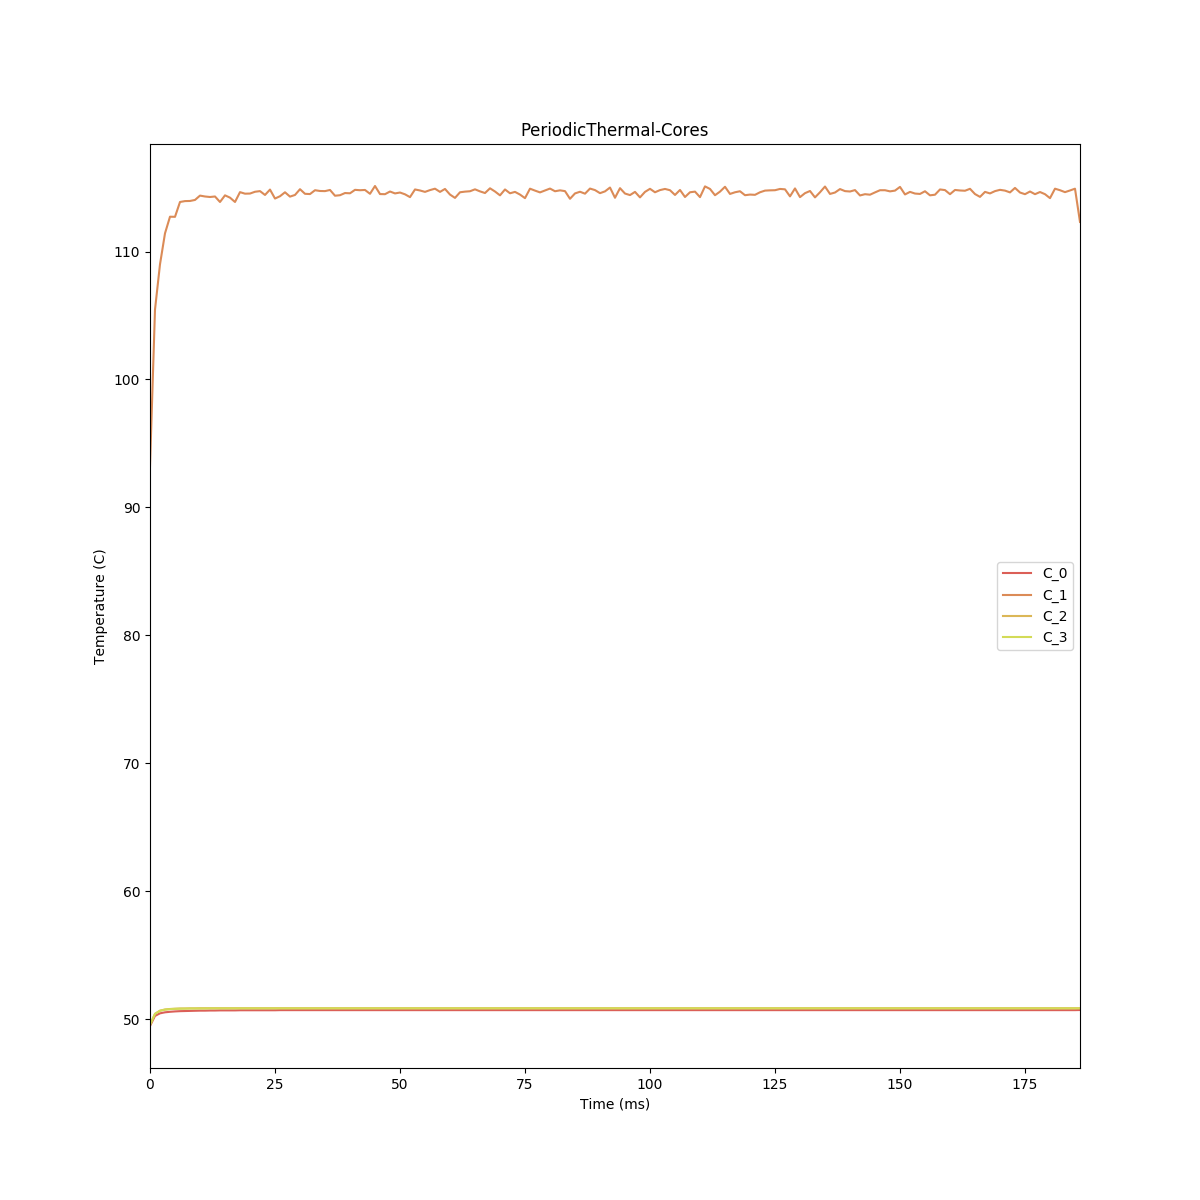 PeriodicThermal-Cores
110
100
90
80
70
60
50
Temperature (C)
C_0
C_1
C_2
C_3
0 25 50 75 100 125 150 175
Time (ms)